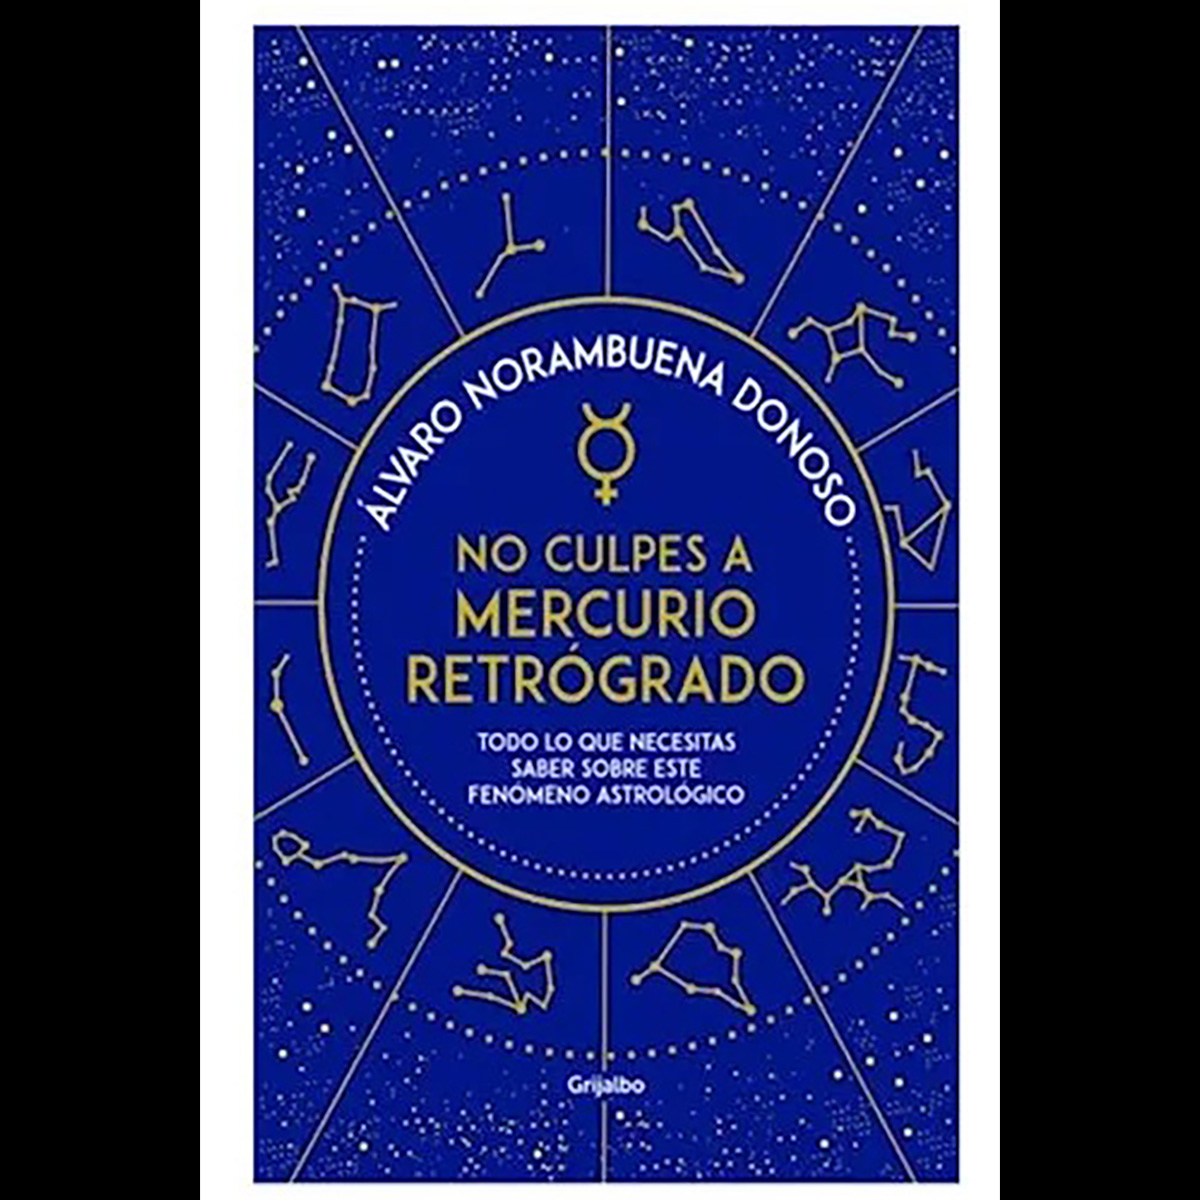 ÁLVARO NORAMBUENA DONOSO
NO CULPES A
MERCURIO
RETRÓGRADO
TODO LO QUE NECESITAS
SABER SOBRE ESTE
FENÓMENO ASTROLÓGICO
Grijalbo